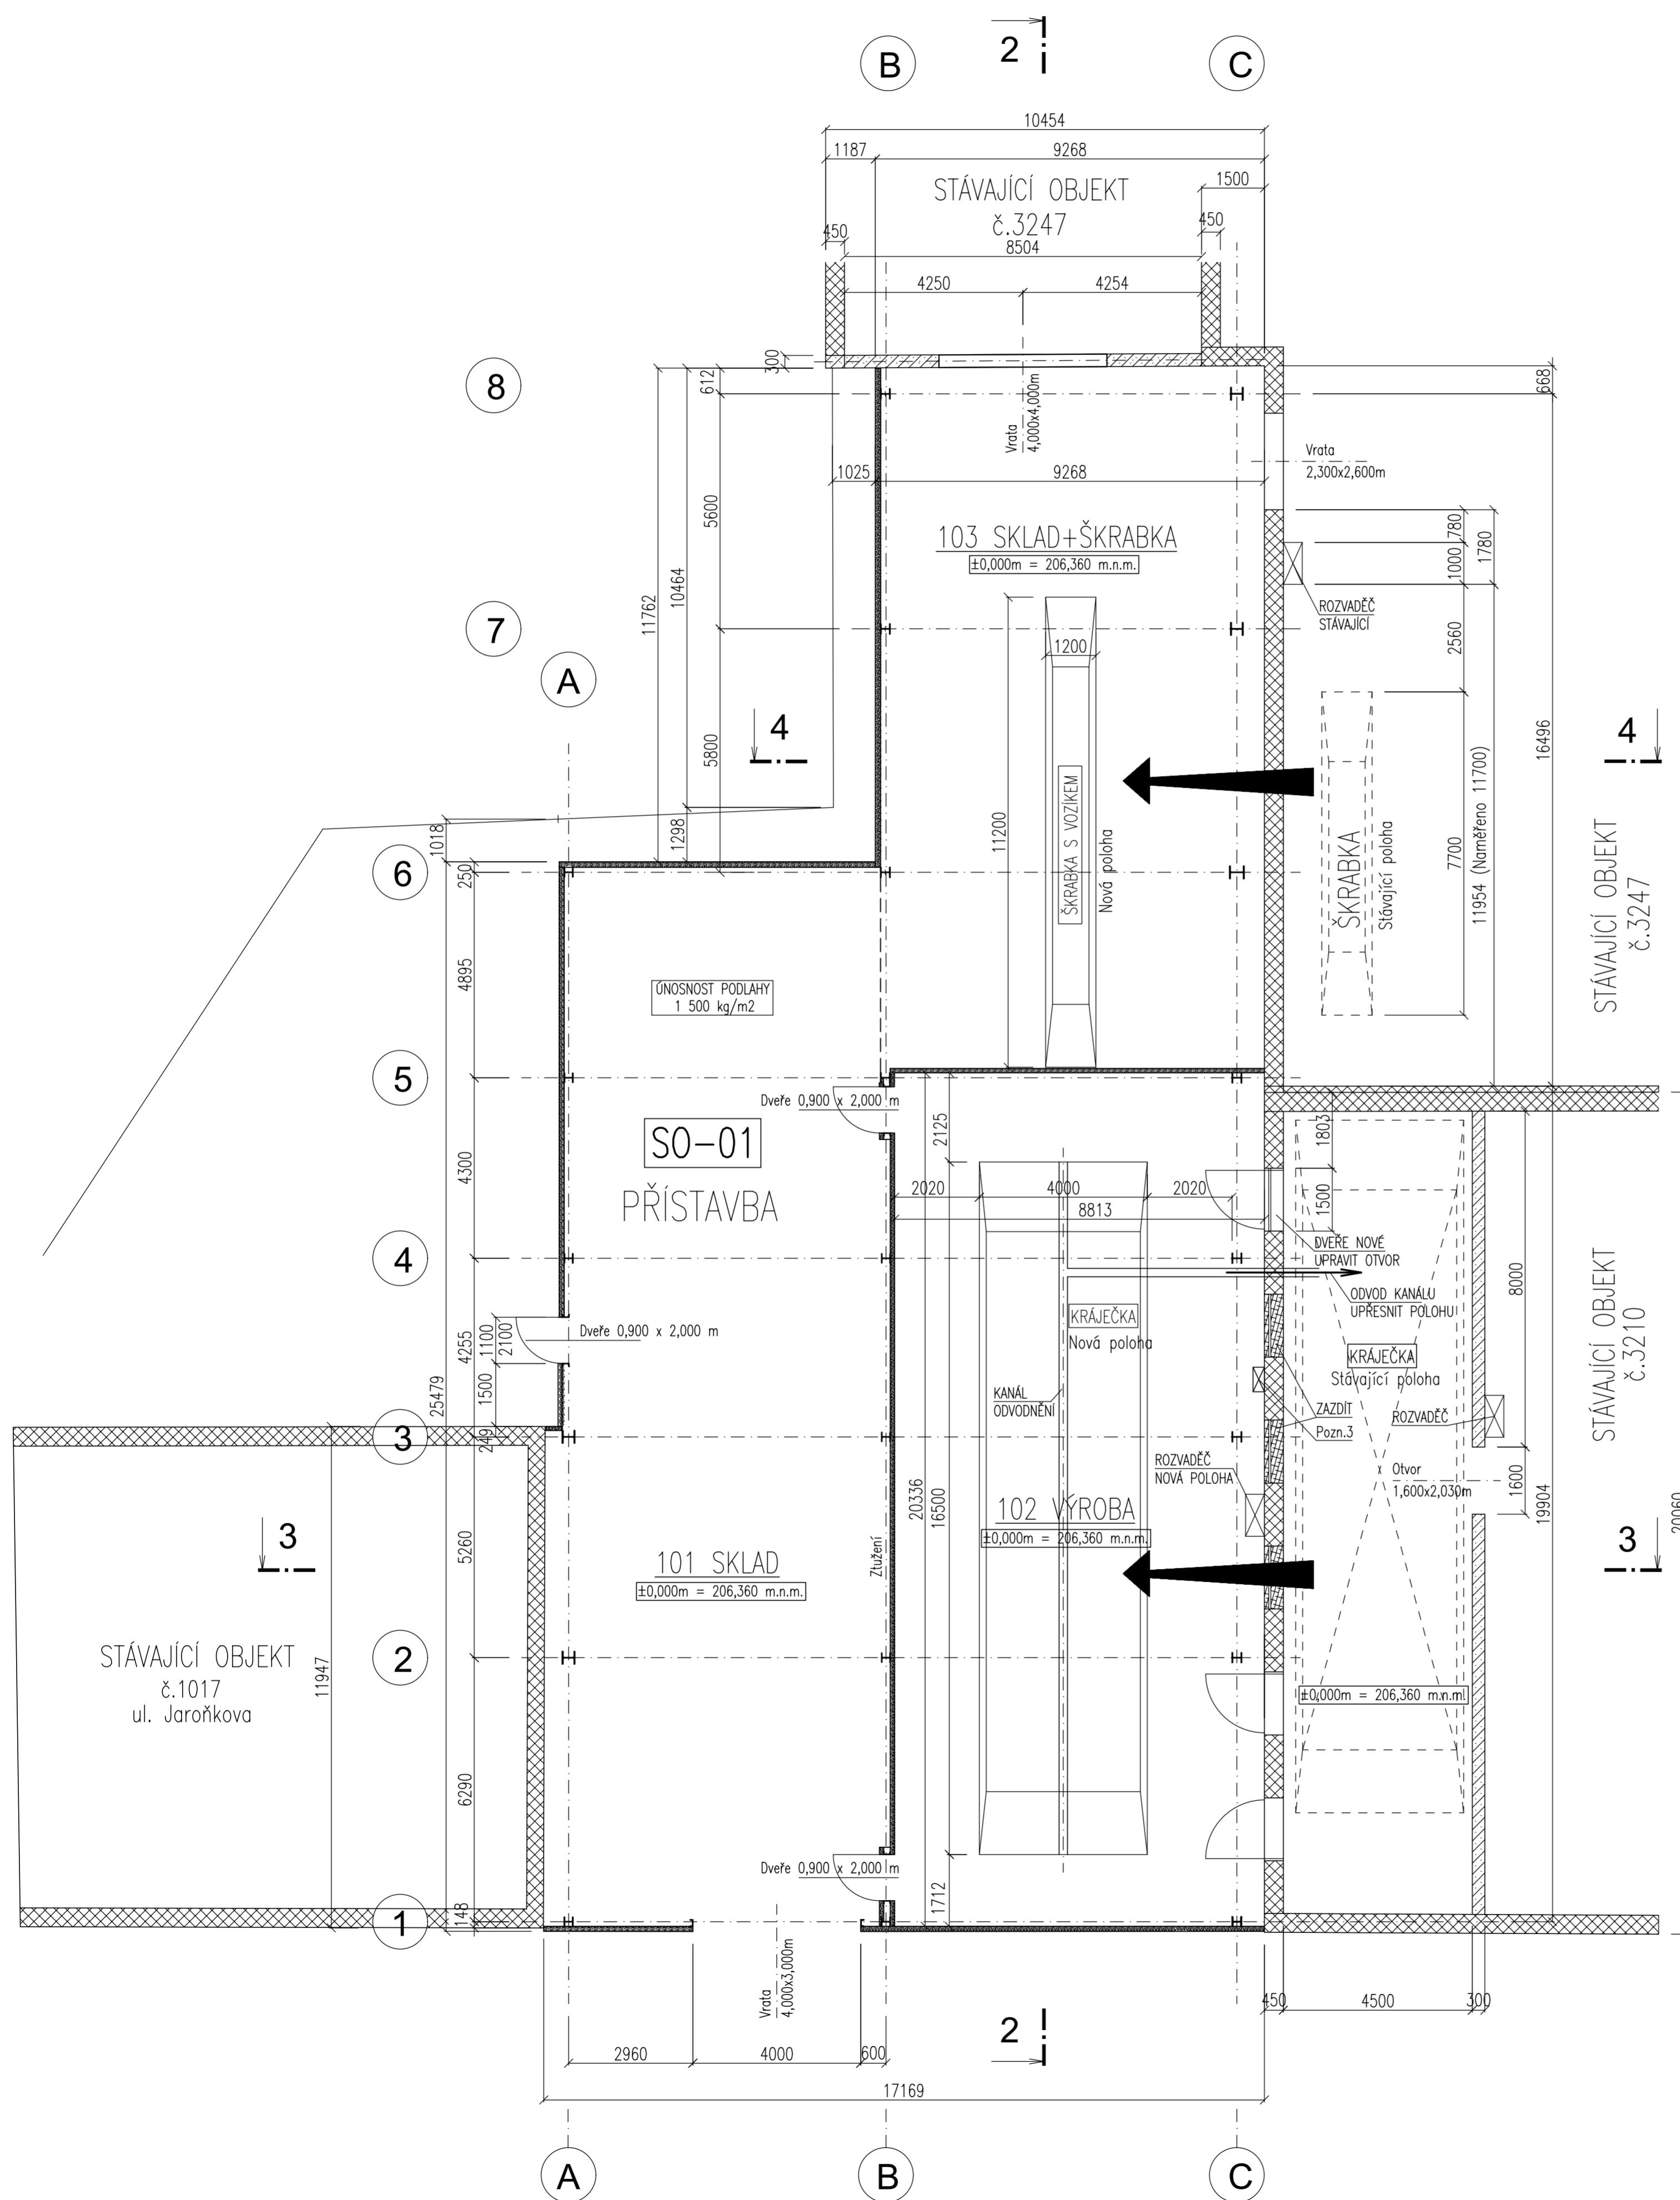 2
B
C
10454
1187
9268
STÁVAJÍCÍ OBJEKT
č.3247
1500
450
450
8504
4250
4254
300
8
612
668
Vrata
4,000x4,000m
Vrata
2,300x2,600m
1025
9268
5600
780
1000
1780
103 SKLAD+ŠKRABKA
±0,000m = 206,360 m.n.m.
11762
10464
ROZVADĚČ
STÁVAJÍCÍ
7
1200
2560
A
4
4
5800
16496
ŠKRABKA S VOZÍKEM
Nová poloha
11200
ŠKRABKA
Stávající poloha
7700
11954 (Naměřeno 11700)
STÁVAJÍCÍ OBJEKT
č.3247
1018
1298
6
250
4895
ÚNOSNOST PODLAHY
1 500 kg/m2
5
Dveře 0,900 x 2,000 m
2125
1803
SO-01
PŘÍSTAVBA
4300
2020
4000
2020
8813
1500
DVEŘE NOVÉ
UPRAVIT OTVOR
8000
4
ODVOD KANÁLU
UPŘESNIT POLOHU
KRÁJEČKA
Nová poloha
STÁVAJÍCÍ OBJEKT
č.3210
4255
1100
2100
Dveře 0,900 x 2,000 m
KRÁJEČKA
Stávající poloha
1500
25479
KANÁL
ODVODNĚNÍ
ZAZDÍT
Pozn.3
ROZVADĚČ
3
249
ROZVADĚČ
NOVÁ POLOHA
Otvor
1,600x2,030m
1600
20336
16500
102 VÝROBA
±0,000m = 206,360 m.n.m.
19904
20060
3
3
5260
Ztužení
101 SKLAD
±0,000m = 206,360 m.n.m.
STÁVAJÍCÍ OBJEKT
č.1017
ul. Jaroňkova
11947
2
±0,000m = 206,360 m.n.m.
6290
Dveře 0,900 x 2,000 m
1712
148
1
Vrata
4,000x3,000m
450
4500
300
2
2960
4000
600
17169
A
B
C